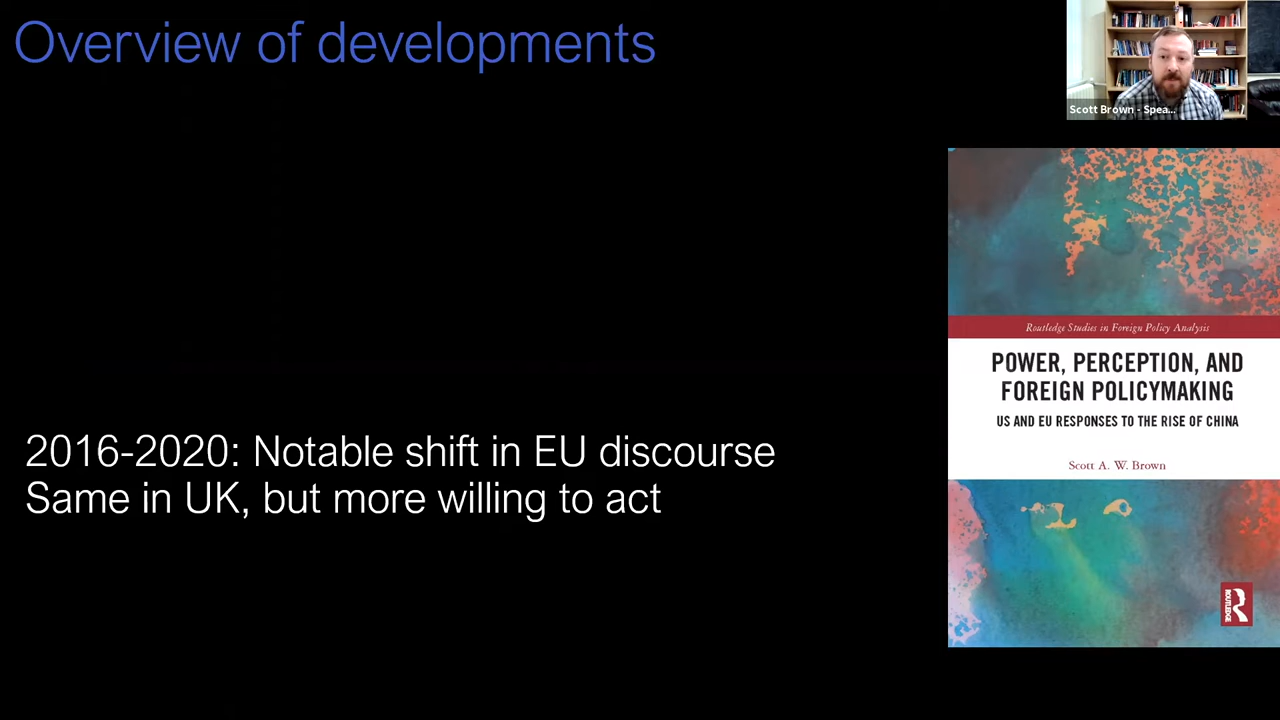 Overview of developments
Scott Brown - Spea...
Routledge Studies in Foreign Policy Analysis
POWER, PERCEPTION, AND
FOREIGN POLICYMAKING
US AND EU RESPONSES TO THE RISE OF CHINA
Scott A. W. Brown
2016-2020: Notable shift in EU discourse
Same in UK, but more willing to act
R
ROUTLEDGE